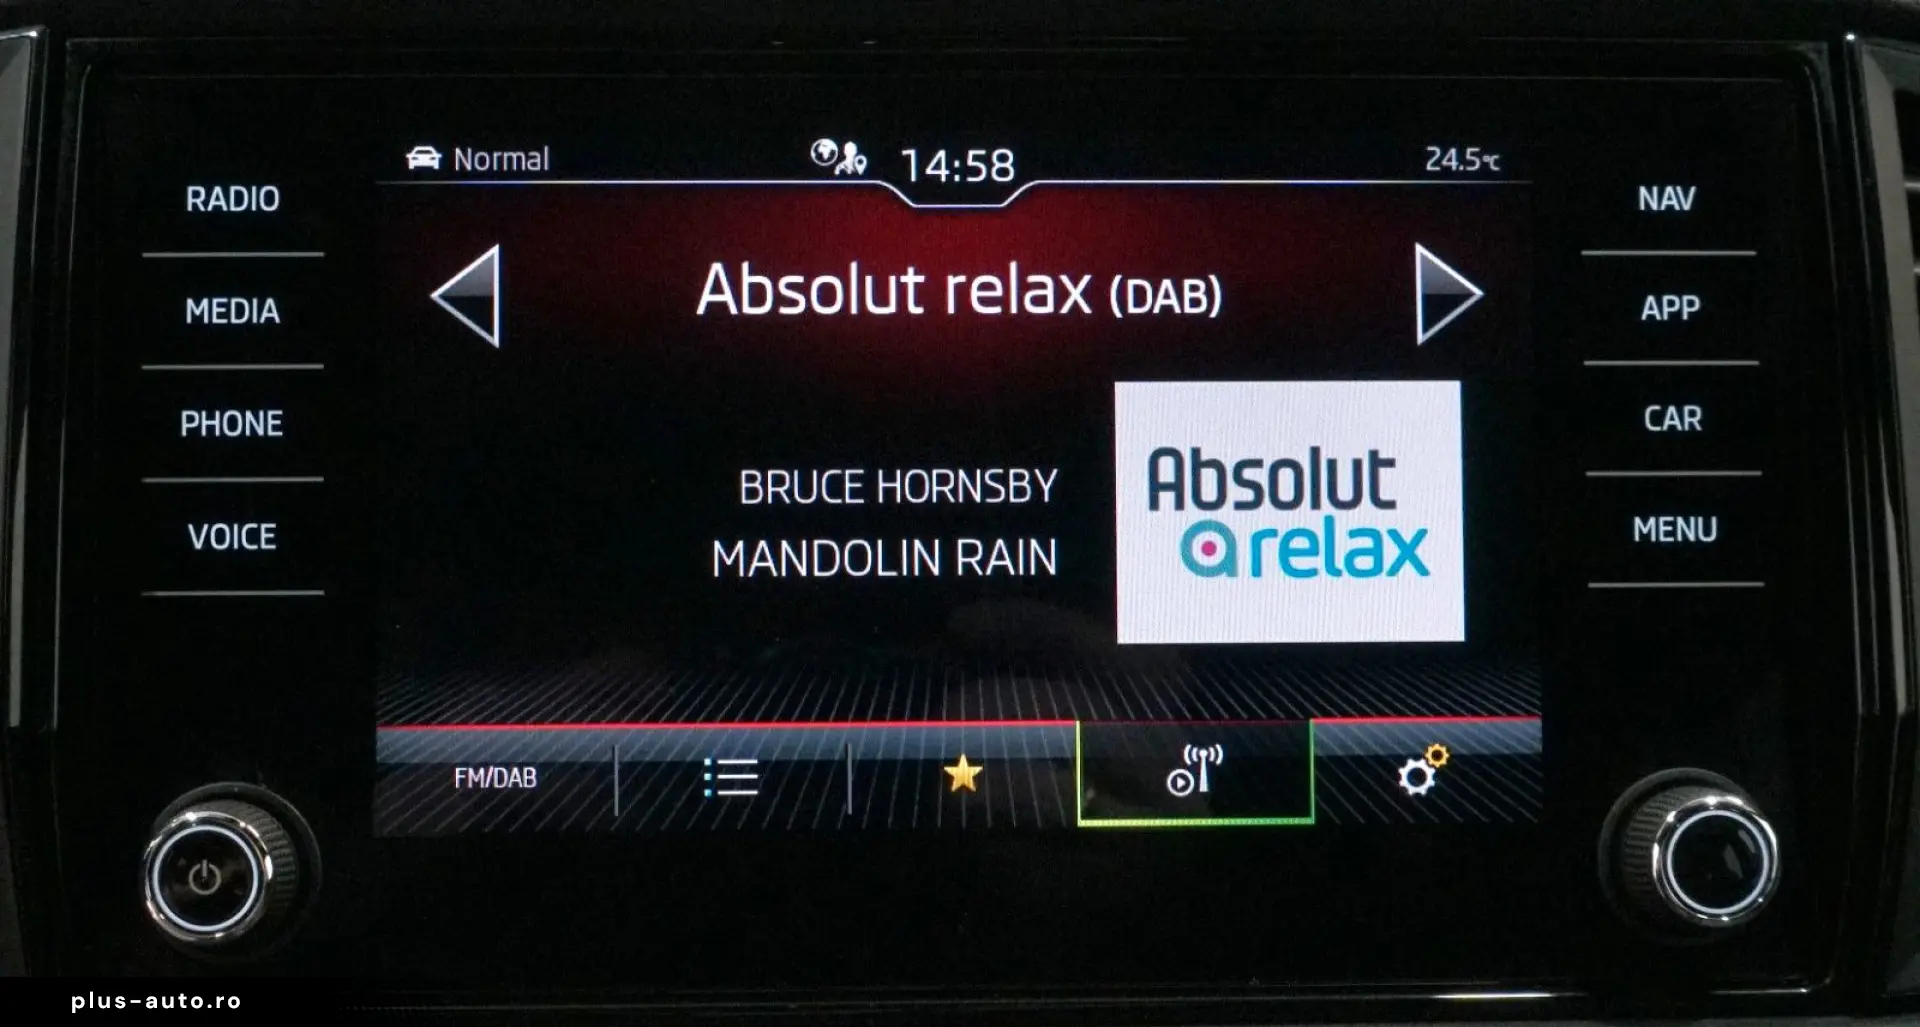 Normal
14:58
24.5°C
RADIO
MEDIA
PHONE
VOICE
Absolut relax (DAB)
BRUCE HORNSBY
MANDOLIN RAIN
Absolut
relax
FM/DAB
NAV
APP
CAR
MENU
plus-auto.ro